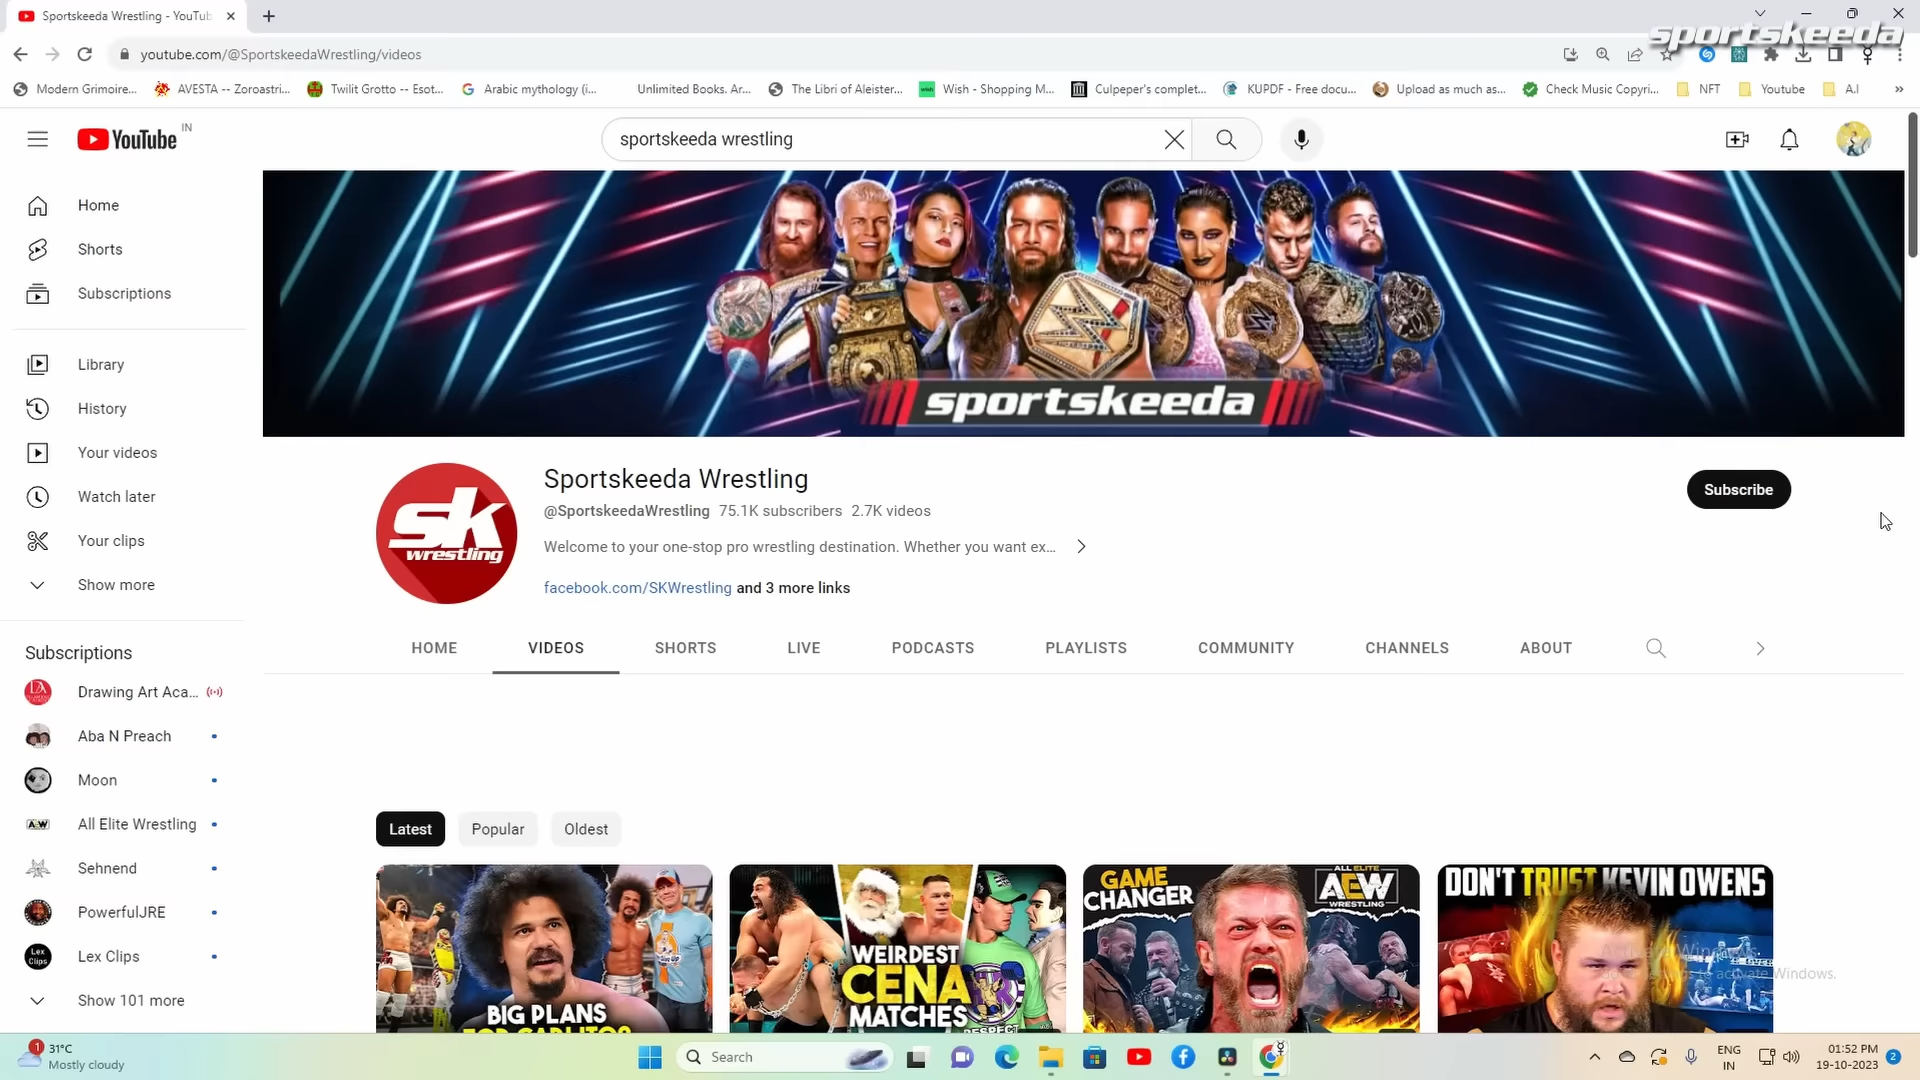 Sportskeeda Wrestling - YouTub
sportskeeda
youtube.com/@SportskeedaWrestling/videos
Modern Grimoire...
AVESTA -- Zoroastri...
Twilit Grotto -- Esot...
Arabic mythology (i...
Unlimited Books. Ar...
The Libri of Aleister...
Wish - Shopping M...
Culpeper's complet...
KUPDF - Free docu...
Upload as much as...
Check Music Copyri...
NFT
Youtube
A.I
YouTube
IN
sportskeeda wrestling
Home
Shorts
Subscriptions
Library
History
Your videos
Watch later
Your clips
Show more
Subscriptions
Drawing Art Aca...
Aba N Preach
Moon
All Elite Wrestling
Sehnend
PowerfulJRE
Lex Clips
Show 101 more
sportskeeda
sk
wrestling
Sportskeeda Wrestling
@SportskeedaWrestling 75.1K subscribers 2.7K videos
Welcome to your one-stop pro wrestling destination. Whether you want ex...
facebook.com/SKWrestling and 3 more links
Subscribe
HOME
VIDEOS
SHORTS
LIVE
PODCASTS
PLAYLISTS
COMMUNITY
CHANNELS
ABOUT
Latest
Popular
Oldest
BIG PLANS
FOR CARLITO?
WEIRDEST
CENA
MATCHES
RESPECT
GAME
CHANGER
ALL ELITE
AEW
WRESTLING
DON'T TRUST KEVIN OWENS
31°C
Mostly cloudy
Search
ENG
IN
01:52 PM
19-10-2023